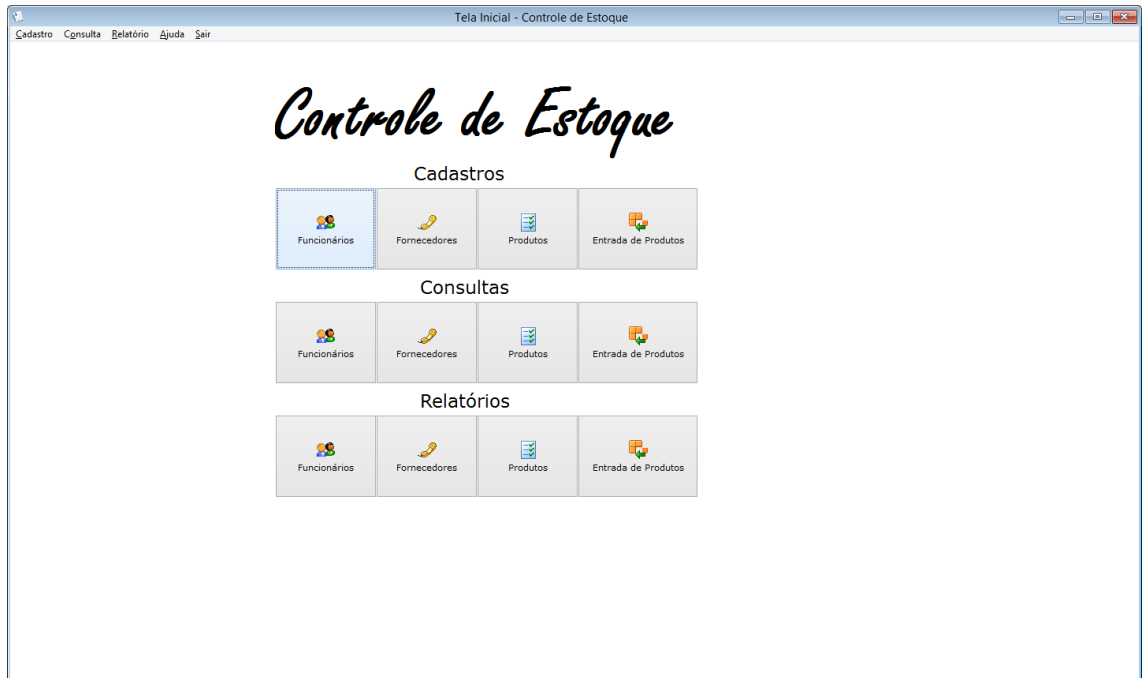 Tela Inicial - Controle de Estoque
Cadastro Consulta Relatório Ajuda Sair
Controle de Estoque
Cadastros
Funcionários Fornecedores Produtos Entrada de Produtos
Consultas
Funcionários Fornecedores Produtos Entrada de Produtos
Relatórios
Funcionários Fornecedores Produtos Entrada de Produtos